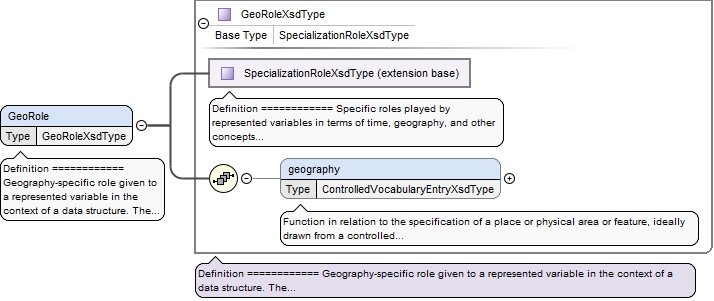 GeoRoleXsdType
Base Type SpecializationRoleXsdType
SpecializationRoleXsdType (extension base)
Definition ============ Specific roles played by
represented variables in terms of time, geography, and other
concepts...
GeoRole
Type GeoRoleXsdType
Definition ============
Geography-specific role given to
a represented variable in the
context of a data structure. The...
geography
Type ControlledVocabularyEntryXsdType
Function in relation to the specification of a place or physical area or feature, ideally
drawn from a controlled...
Definition ============ Geography-specific role given to a represented variable in the context of a
data structure. The...